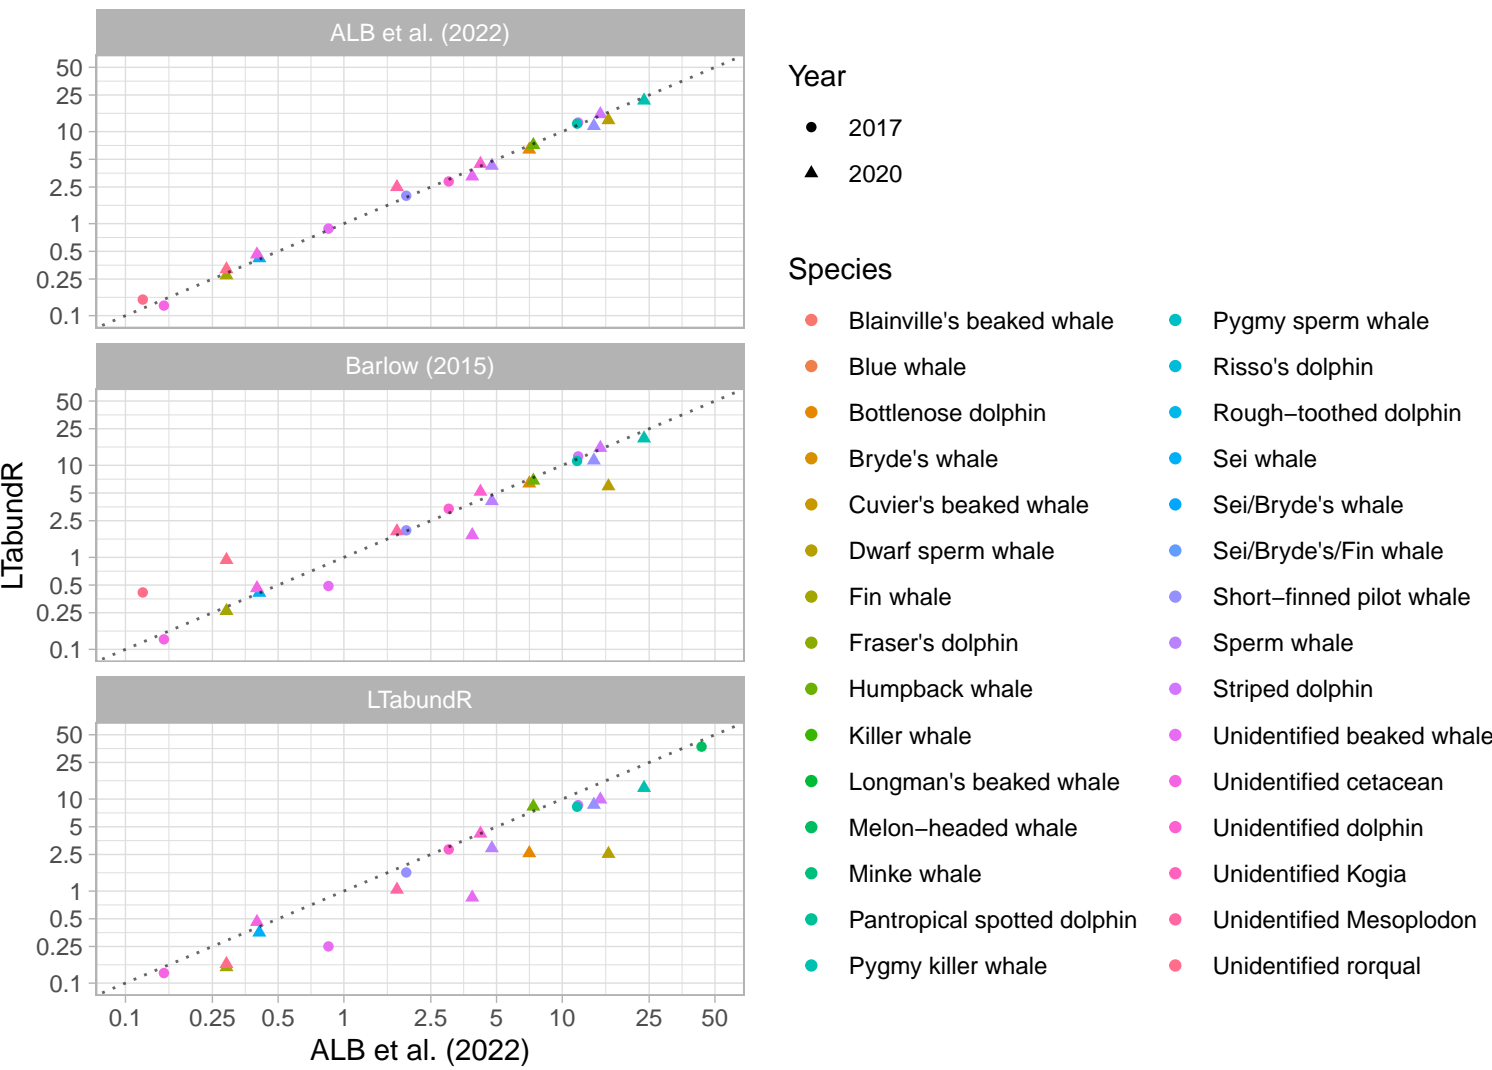 ALB et al. (2022)
50
25
10
5
2.5
1
0.5
0.25
0.1
Barlow (2015)
50
25
10
5
2.5
1
0.5
0.25
0.1
LTabundR
LTabundR
50
25
10
5
2.5
1
0.5
0.25
0.1
0.1 0.25 0.5 1 2.5 5 10 25 50
ALB et al. (2022)
Year
2017
2020
Species
Blainville's beaked whale
Blue whale
Bottlenose dolphin
Bryde's whale
Cuvier's beaked whale
Dwarf sperm whale
Fin whale
Fraser's dolphin
Humpback whale
Killer whale
Longman's beaked whale
Melon−headed whale
Minke whale
Pantropical spotted dolphin
Pygmy killer whale
Pygmy sperm whale
Risso's dolphin
Rough−toothed dolphin
Sei whale
Sei/Bryde's whale
Sei/Bryde's/Fin whale
Short−finned pilot whale
Sperm whale
Striped dolphin
Unidentified beaked whale
Unidentified cetacean
Unidentified dolphin
Unidentified Kogia
Unidentified Mesoplodon
Unidentified rorqual